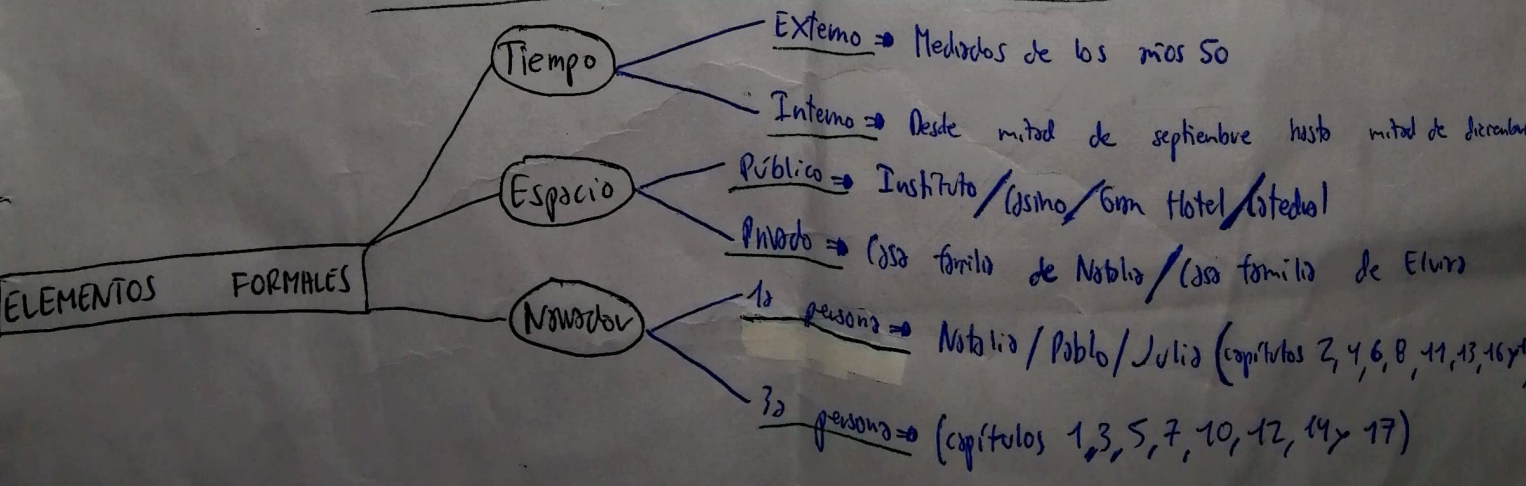 Tiempo
Externo ⇒ Mediados de los años 50
Interno ⇒ Desde mitad de septiembre hasta mitad de
Espacio
Público ⇒ Instituto/Casino/Gran Hotel/Catedral
Privado ⇒ Casa familia de Natalia/Casa familia de Elvira
ELEMENTOS FORMALES
Narrador
1a persona ⇒ Natalia/Pablo/Julia (capítulos 2, 4, 6, 8, 11, 13, 16 y
3a persona ⇒ (capítulos 1, 3, 5, 7, 10, 12, 14 y 17)